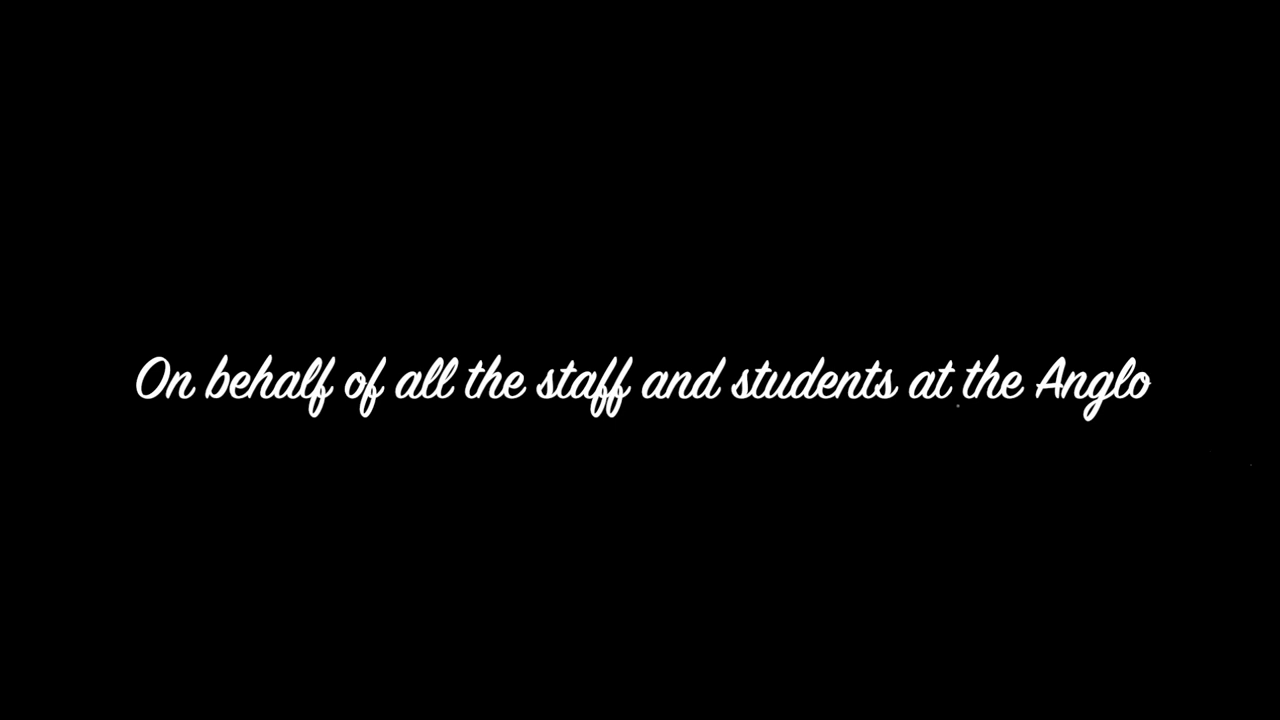 On behalf of all the staff and students at the Anglo